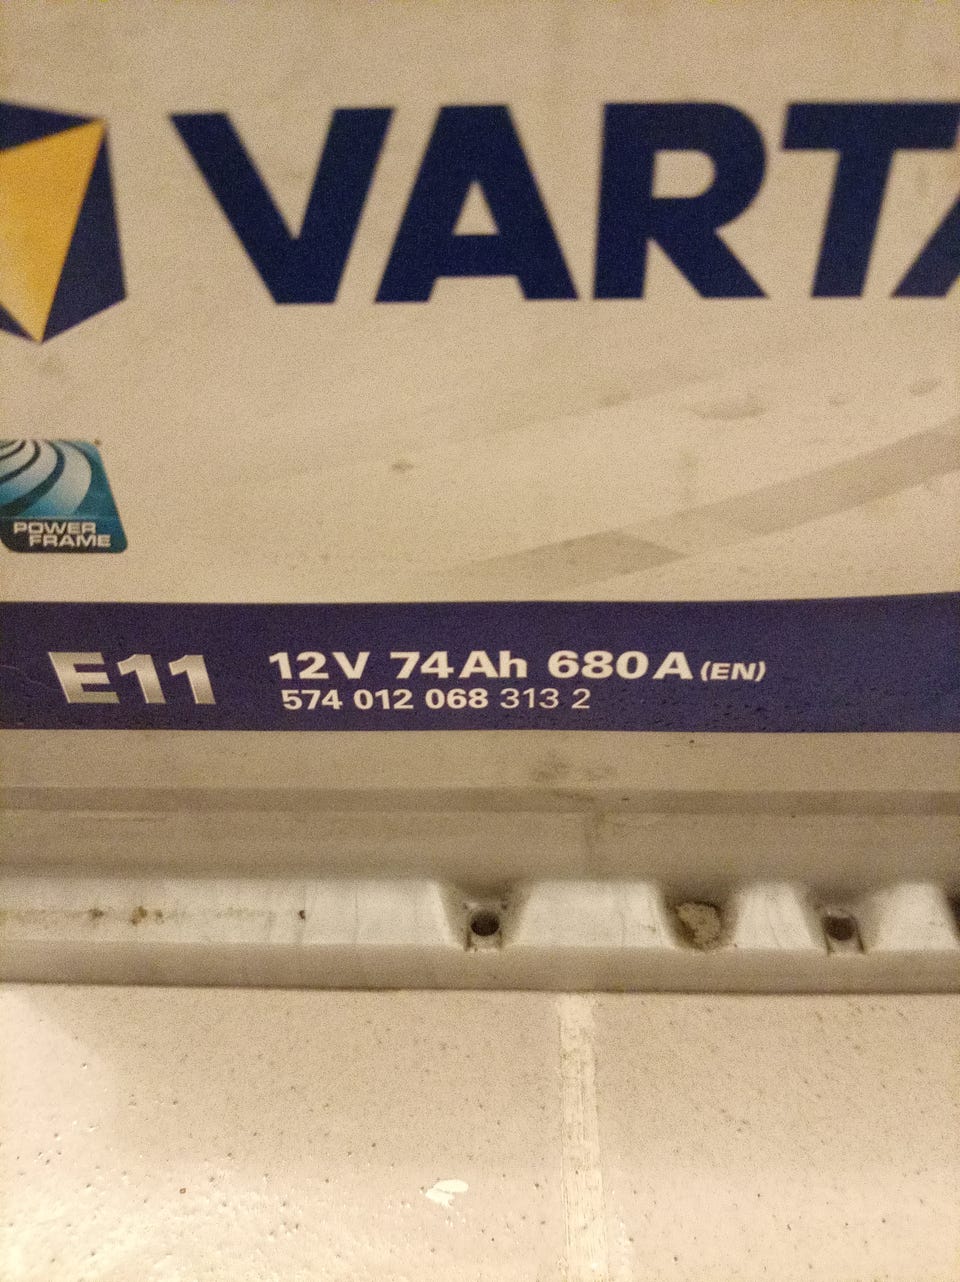 VARTA
POWER
FRAME
E11
12V 74Ah 680A (EN)
574 012 068 313 2